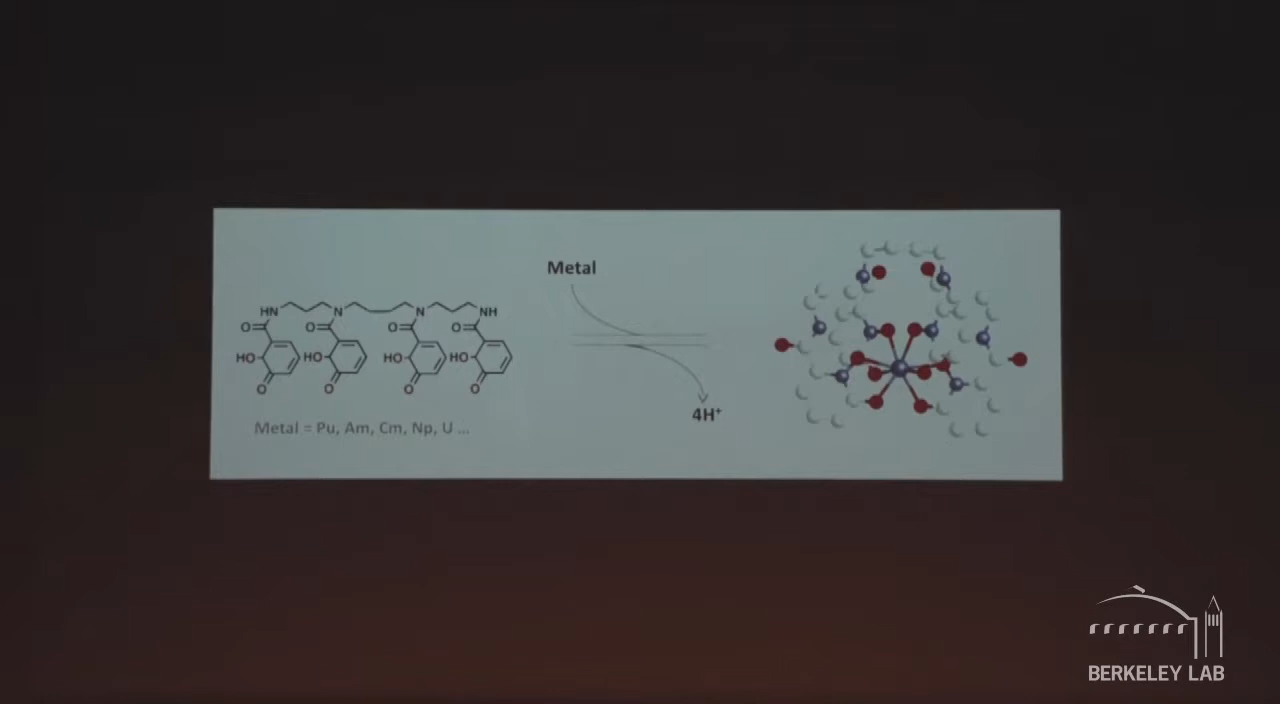 Metal
HN N N NH
O O O O
HO HO HO HO
O O O O
4H⁺
Metal = Pu, Am, Cm, Np, U ...
BERKELEY LAB